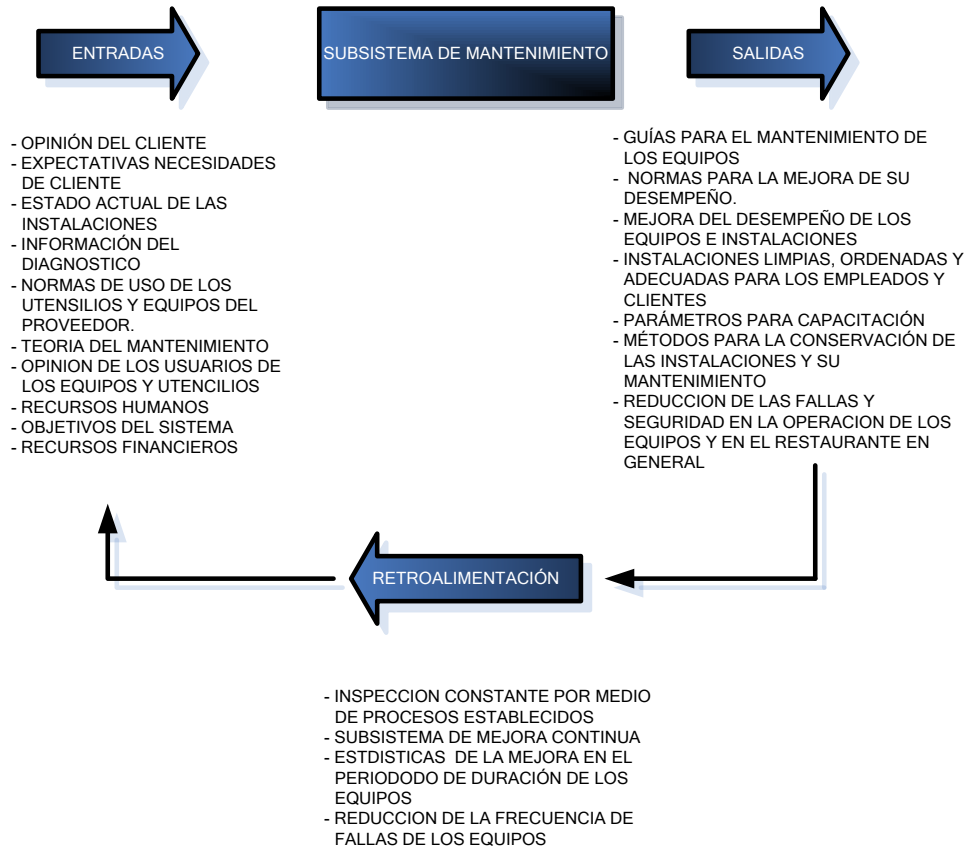 ENTRADAS
SUBSISTEMA DE MANTENIMIENTO
SALIDAS
- OPINIÓN DEL CLIENTE
- EXPECTATIVAS NECESIDADES
DE CLIENTE
- ESTADO ACTUAL DE LAS
INSTALACIONES
- INFORMACIÓN DEL
DIAGNOSTICO
- NORMAS DE USO DE LOS
UTENSILIOS Y EQUIPOS DEL
PROVEEDOR.
- TEORIA DEL MANTENIMIENTO
- OPINION DE LOS USUARIOS DE
LOS EQUIPOS Y UTENCILIOS
- RECURSOS HUMANOS
- OBJETIVOS DEL SISTEMA
- RECURSOS FINANCIEROS
- GUÍAS PARA EL MANTENIMIENTO DE
LOS EQUIPOS
- NORMAS PARA LA MEJORA DE SU
DESEMPEÑO.
- MEJORA DEL DESEMPEÑO DE LOS
EQUIPOS E INSTALACIONES
- INSTALACIONES LIMPIAS, ORDENADAS Y
ADECUADAS PARA LOS EMPLEADOS Y
CLIENTES
- PARÁMETROS PARA CAPACITACIÓN
- MÉTODOS PARA LA CONSERVACIÓN DE
LAS INSTALACIONES Y SU
MANTENIMIENTO
- REDUCCION DE LAS FALLAS Y
SEGURIDAD EN LA OPERACION DE LOS
EQUIPOS Y EN EL RESTAURANTE EN
GENERAL
RETROALIMENTACIÓN
- INSPECCION CONSTANTE POR MEDIO
DE PROCESOS ESTABLECIDOS
- SUBSISTEMA DE MEJORA CONTINUA
- ESTDISTICAS DE LA MEJORA EN EL
PERIODODO DE DURACIÓN DE LOS
EQUIPOS
- REDUCCION DE LA FRECUENCIA DE
FALLAS DE LOS EQUIPOS